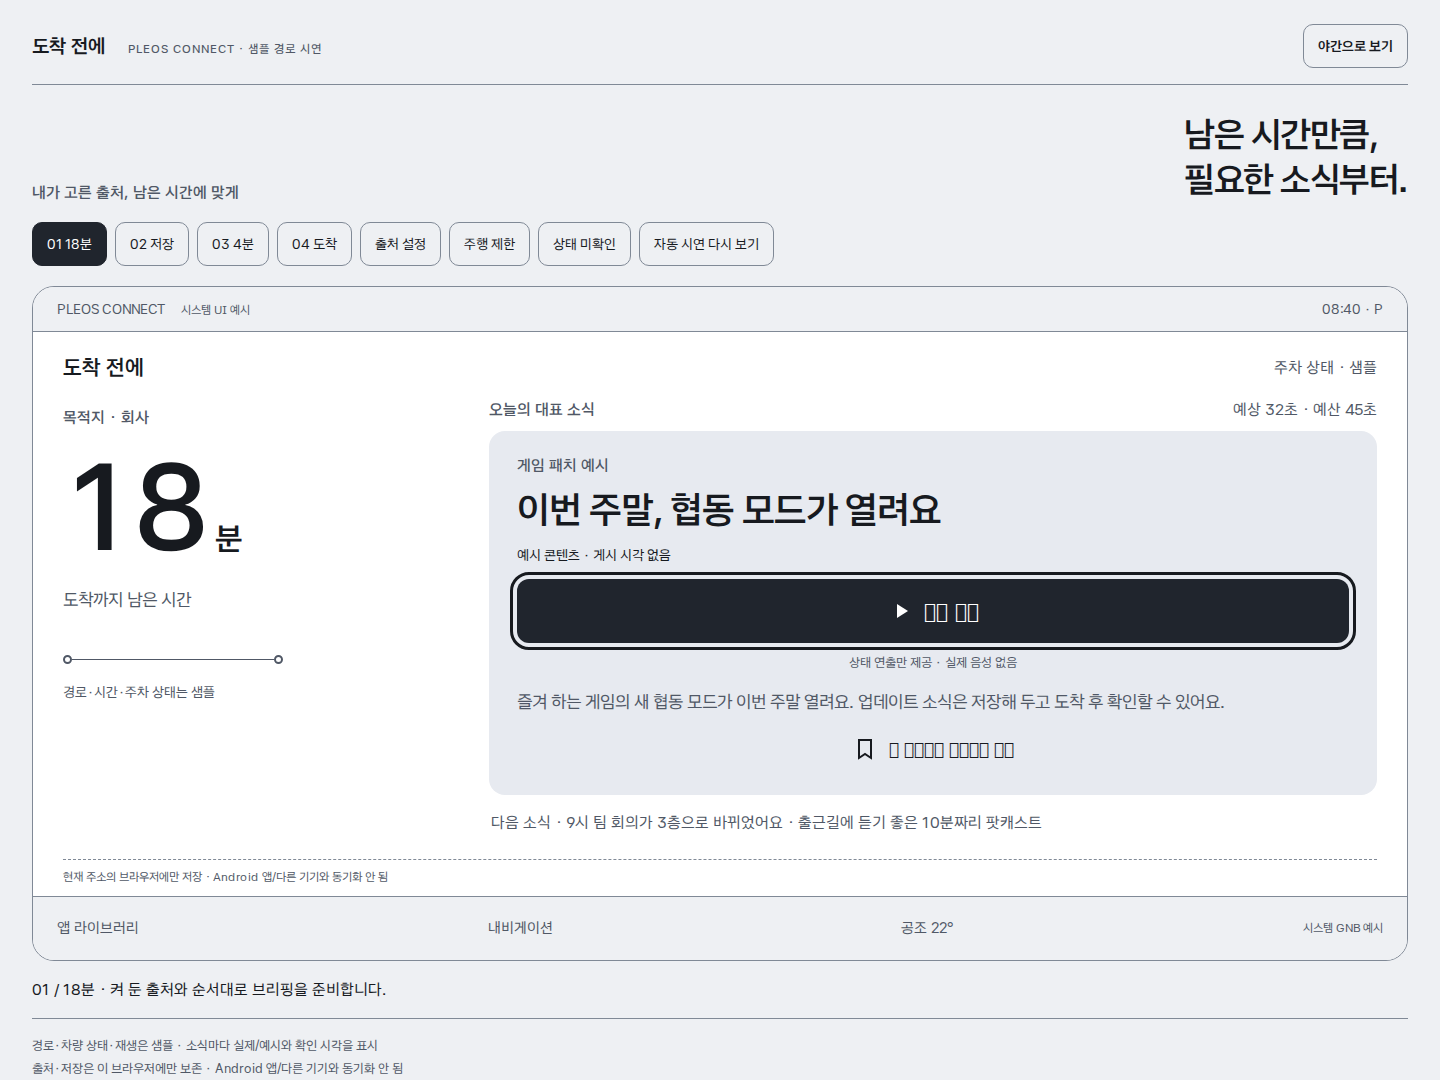 도착 전에
PLEOS CONNECT · 샘플 경로 시연
야간으로 보기
남은 시간만큼,
필요한 소식부터.
내가 고른 출처, 남은 시간에 맞게
01 18분
02 저장
03 4분
04 도착
출처 설정
주행 제한
상태 미확인
자동 시연 다시 보기
PLEOS CONNECT 시스템 UI 예시
08:40 · P
도착 전에
주차 상태 · 샘플
목적지 · 회사
18분
도착까지 남은 시간
경로·시간·주차 상태는 샘플
오늘의 대표 소식
예상 32초 · 예산 45초
게임 패치 예시
이번 주말, 협동 모드가 열려요
예시 콘텐츠 · 게시 시각 없음
상태 연출만 제공 · 실제 음성 없음
즐겨 하는 게임의 새 협동 모드가 이번 주말 열려요. 업데이트 소식은 저장해 두고 도착 후 확인할 수 있어요.
다음 소식 · 9시 팀 회의가 3층으로 바뀌었어요 · 출근길에 듣기 좋은 10분짜리 팟캐스트
현재 주소의 브라우저에만 저장 · Android 앱/다른 기기와 동기화 안 됨
앱 라이브러리
내비게이션
공조 22°
시스템 GNB 예시
01 / 18분 · 켜 둔 출처와 순서대로 브리핑을 준비합니다.
경로·차량 상태·재생은 샘플 · 소식마다 실제/예시와 확인 시각을 표시
출처·저장은 이 브라우저에만 보존 · Android 앱/다른 기기와 동기화 안 됨